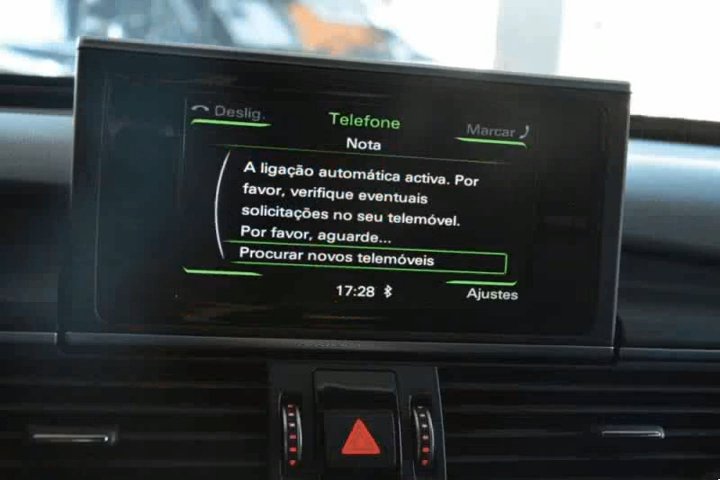 Deslig.
Telefone
Marcar
Nota
A ligação automática activa. Por
favor, verifique eventuais
solicitações no seu telemóvel.
Por favor, aguarde...
Procurar novos telemóveis
17:28
Ajustes